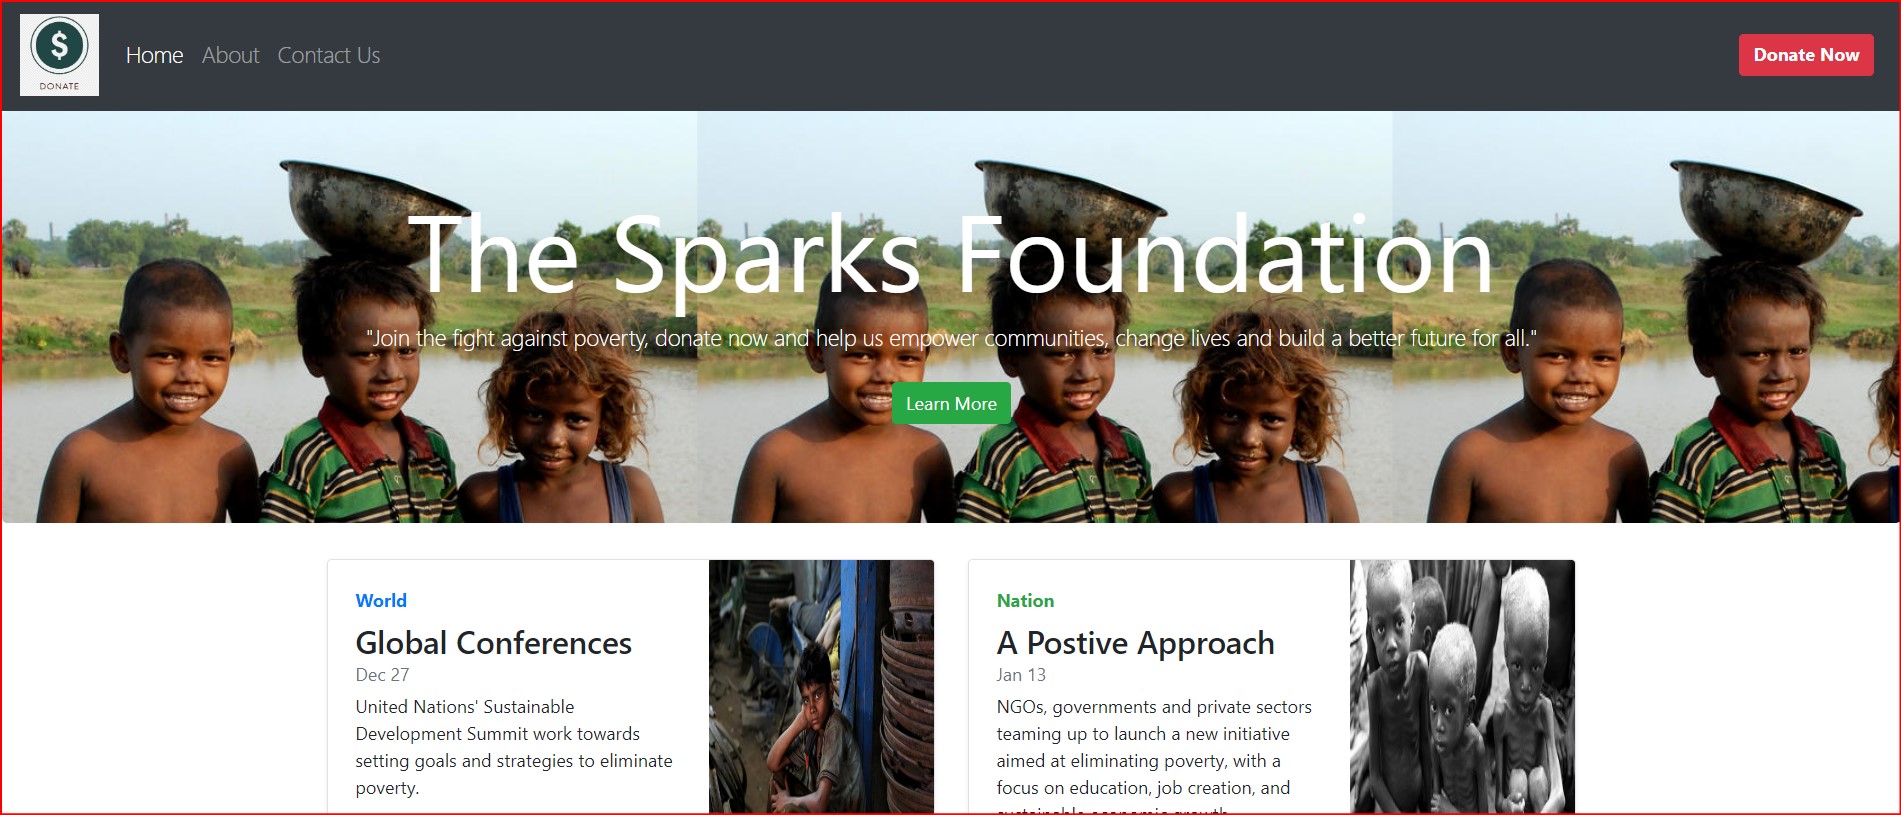 $
DONATE
Home About Contact Us
Donate Now
The Sparks Foundation
"Join the fight against poverty, donate now and help us empower communities, change lives and build a better future for all."
Learn More
World
Global Conferences
Dec 27
United Nations' Sustainable
Development Summit work towards
setting goals and strategies to eliminate
poverty.
Nation
A Postive Approach
Jan 13
NGOs, governments and private sectors
teaming up to launch a new initiative
aimed at eliminating poverty, with a
focus on education, job creation, and
sustainable economic growth